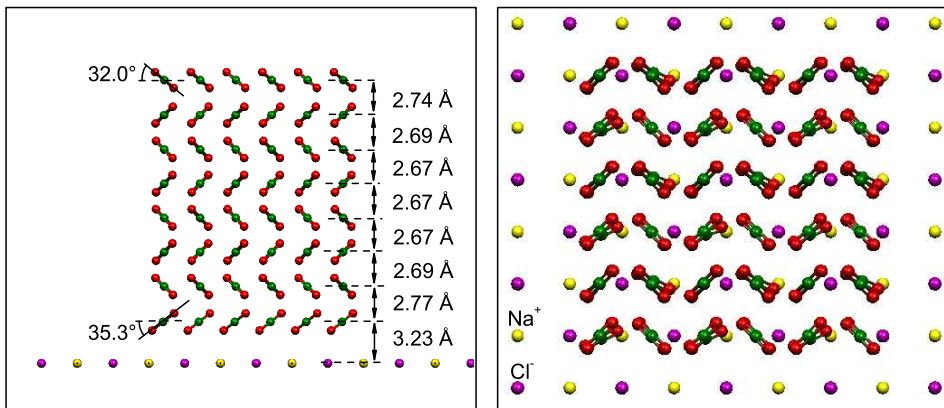 32.0°
2.74 Å
2.69 Å
2.67 Å
2.67 Å
2.67 Å
2.69 Å
2.77 Å
35.3°
3.23 Å
Na⁺
Cl⁻